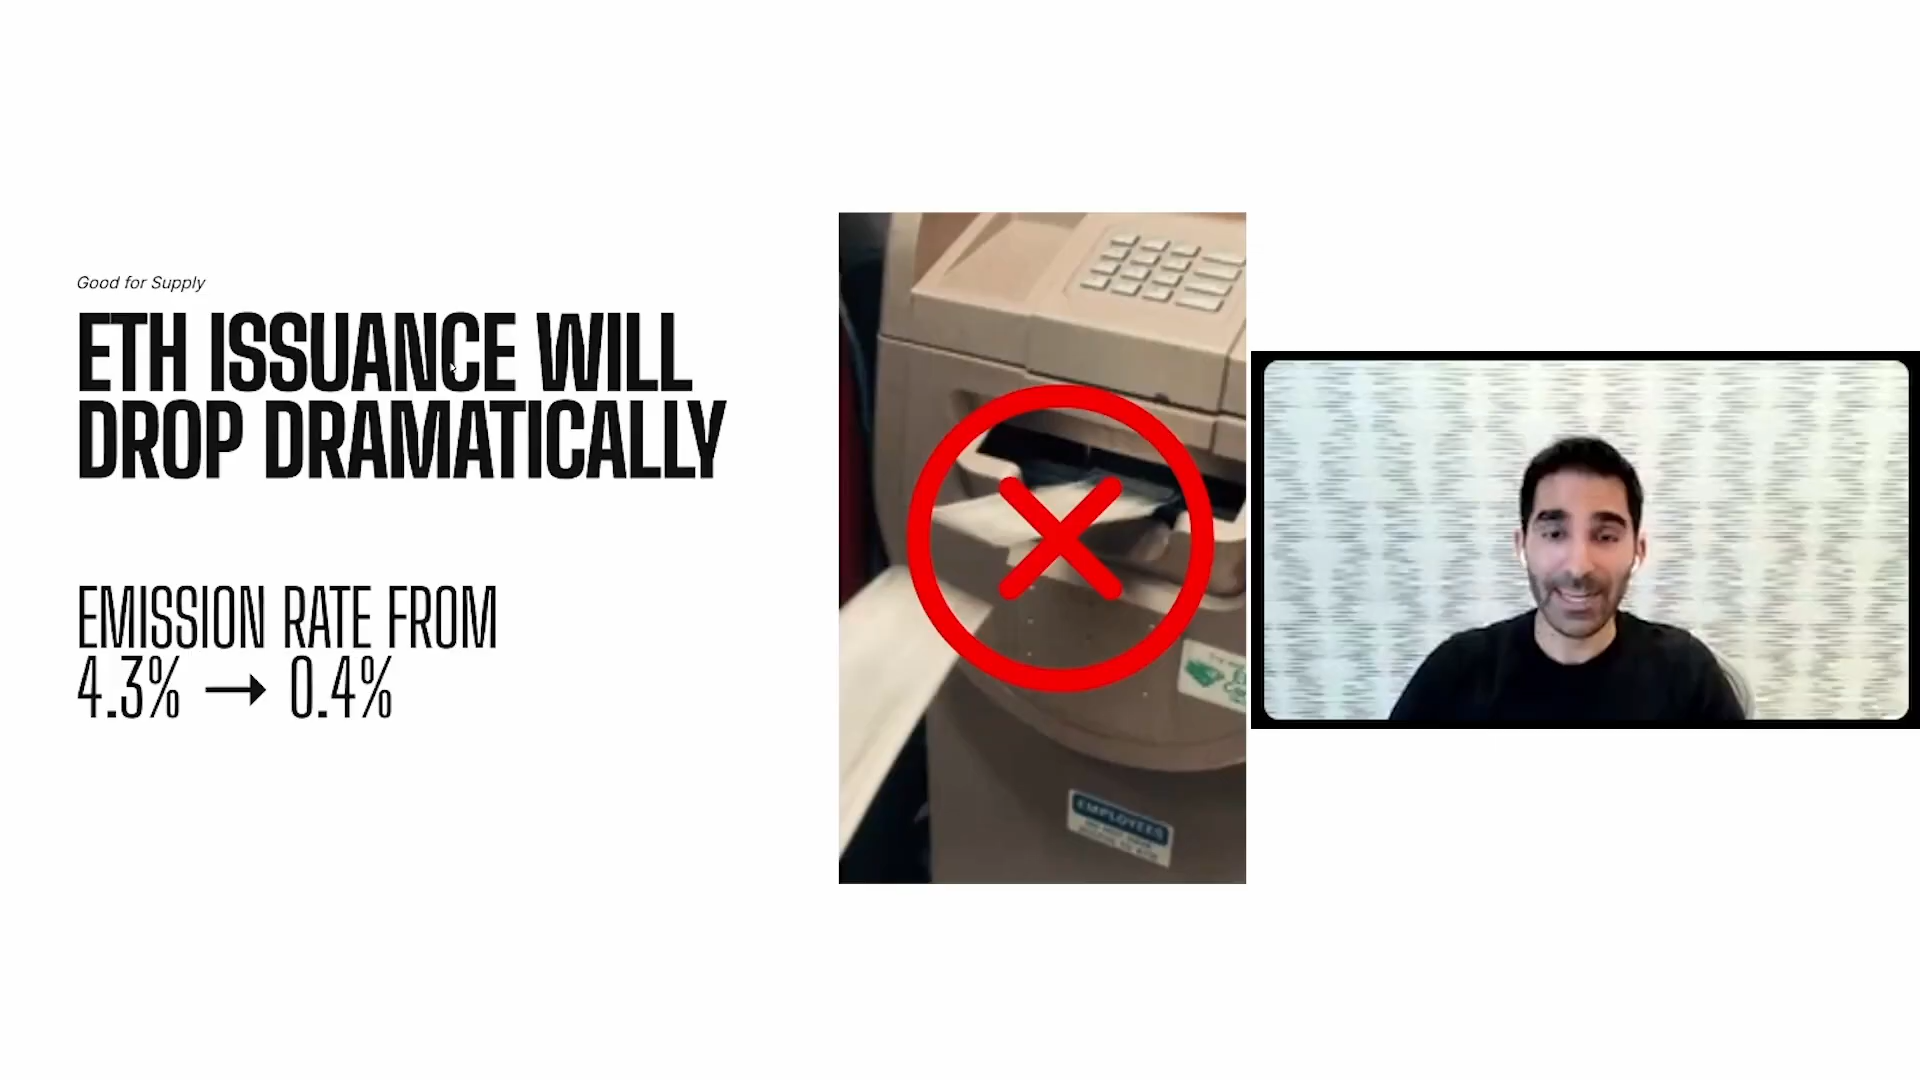 Good for Supply
ETH ISSUANCE WILL
DROP DRAMATICALLY
EMISSION RATE FROM
4.3% → 0.4%
EMPLOYEES